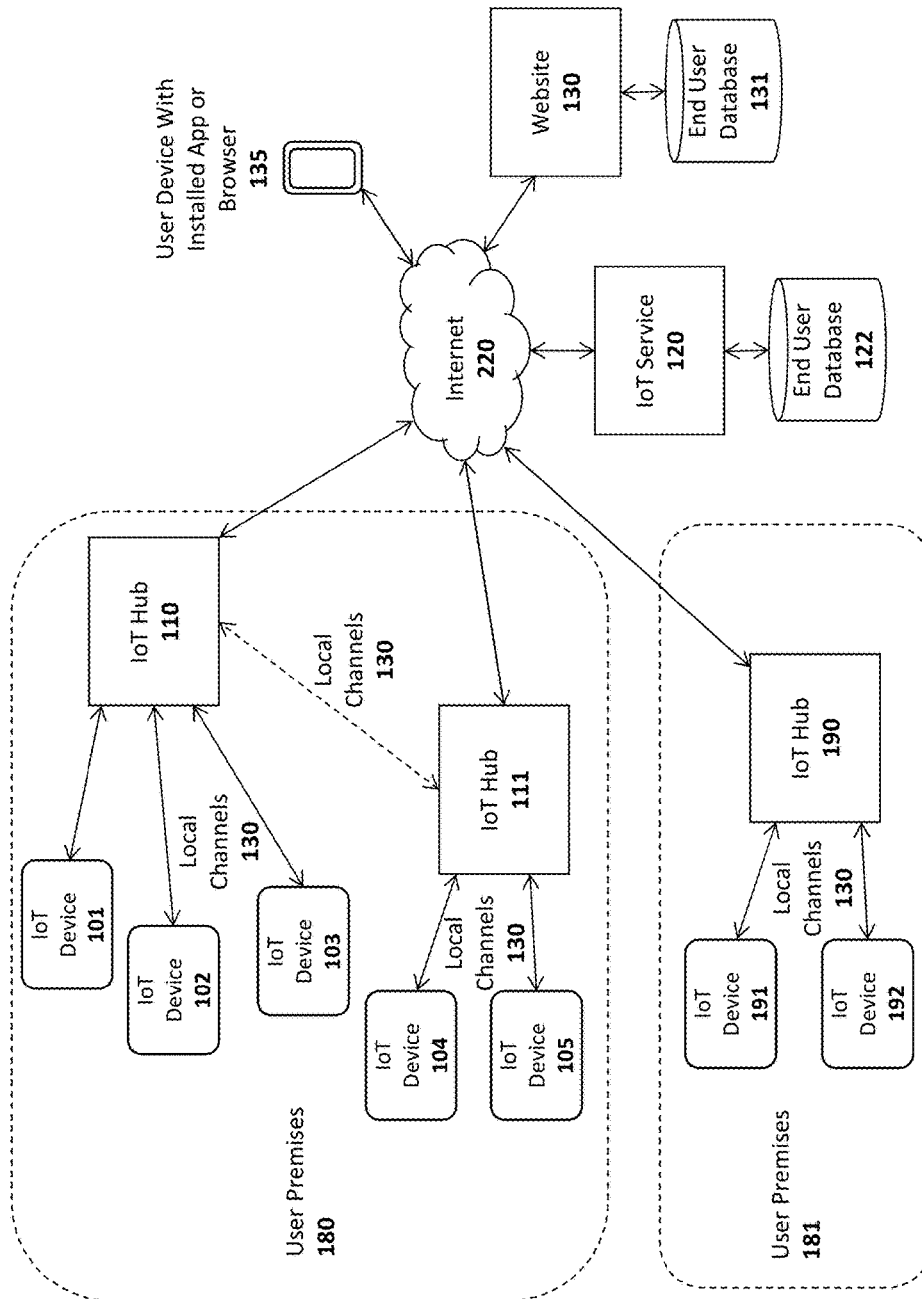 User Premises
180
IoT
Device
101
IoT
Device
102
IoT
Device
103
Local
Channels
130
IoT Hub
110
Local
Channels
130
IoT
Device
104
IoT
Device
105
Local
Channels
130
IoT Hub
111
User Premises
181
IoT
Device
191
IoT
Device
192
Local
Channels
130
IoT Hub
190
Internet
220
User Device With
Installed App or
Browser
135
IoT Service
120
End User
Database
122
Website
130
End User
Database
131